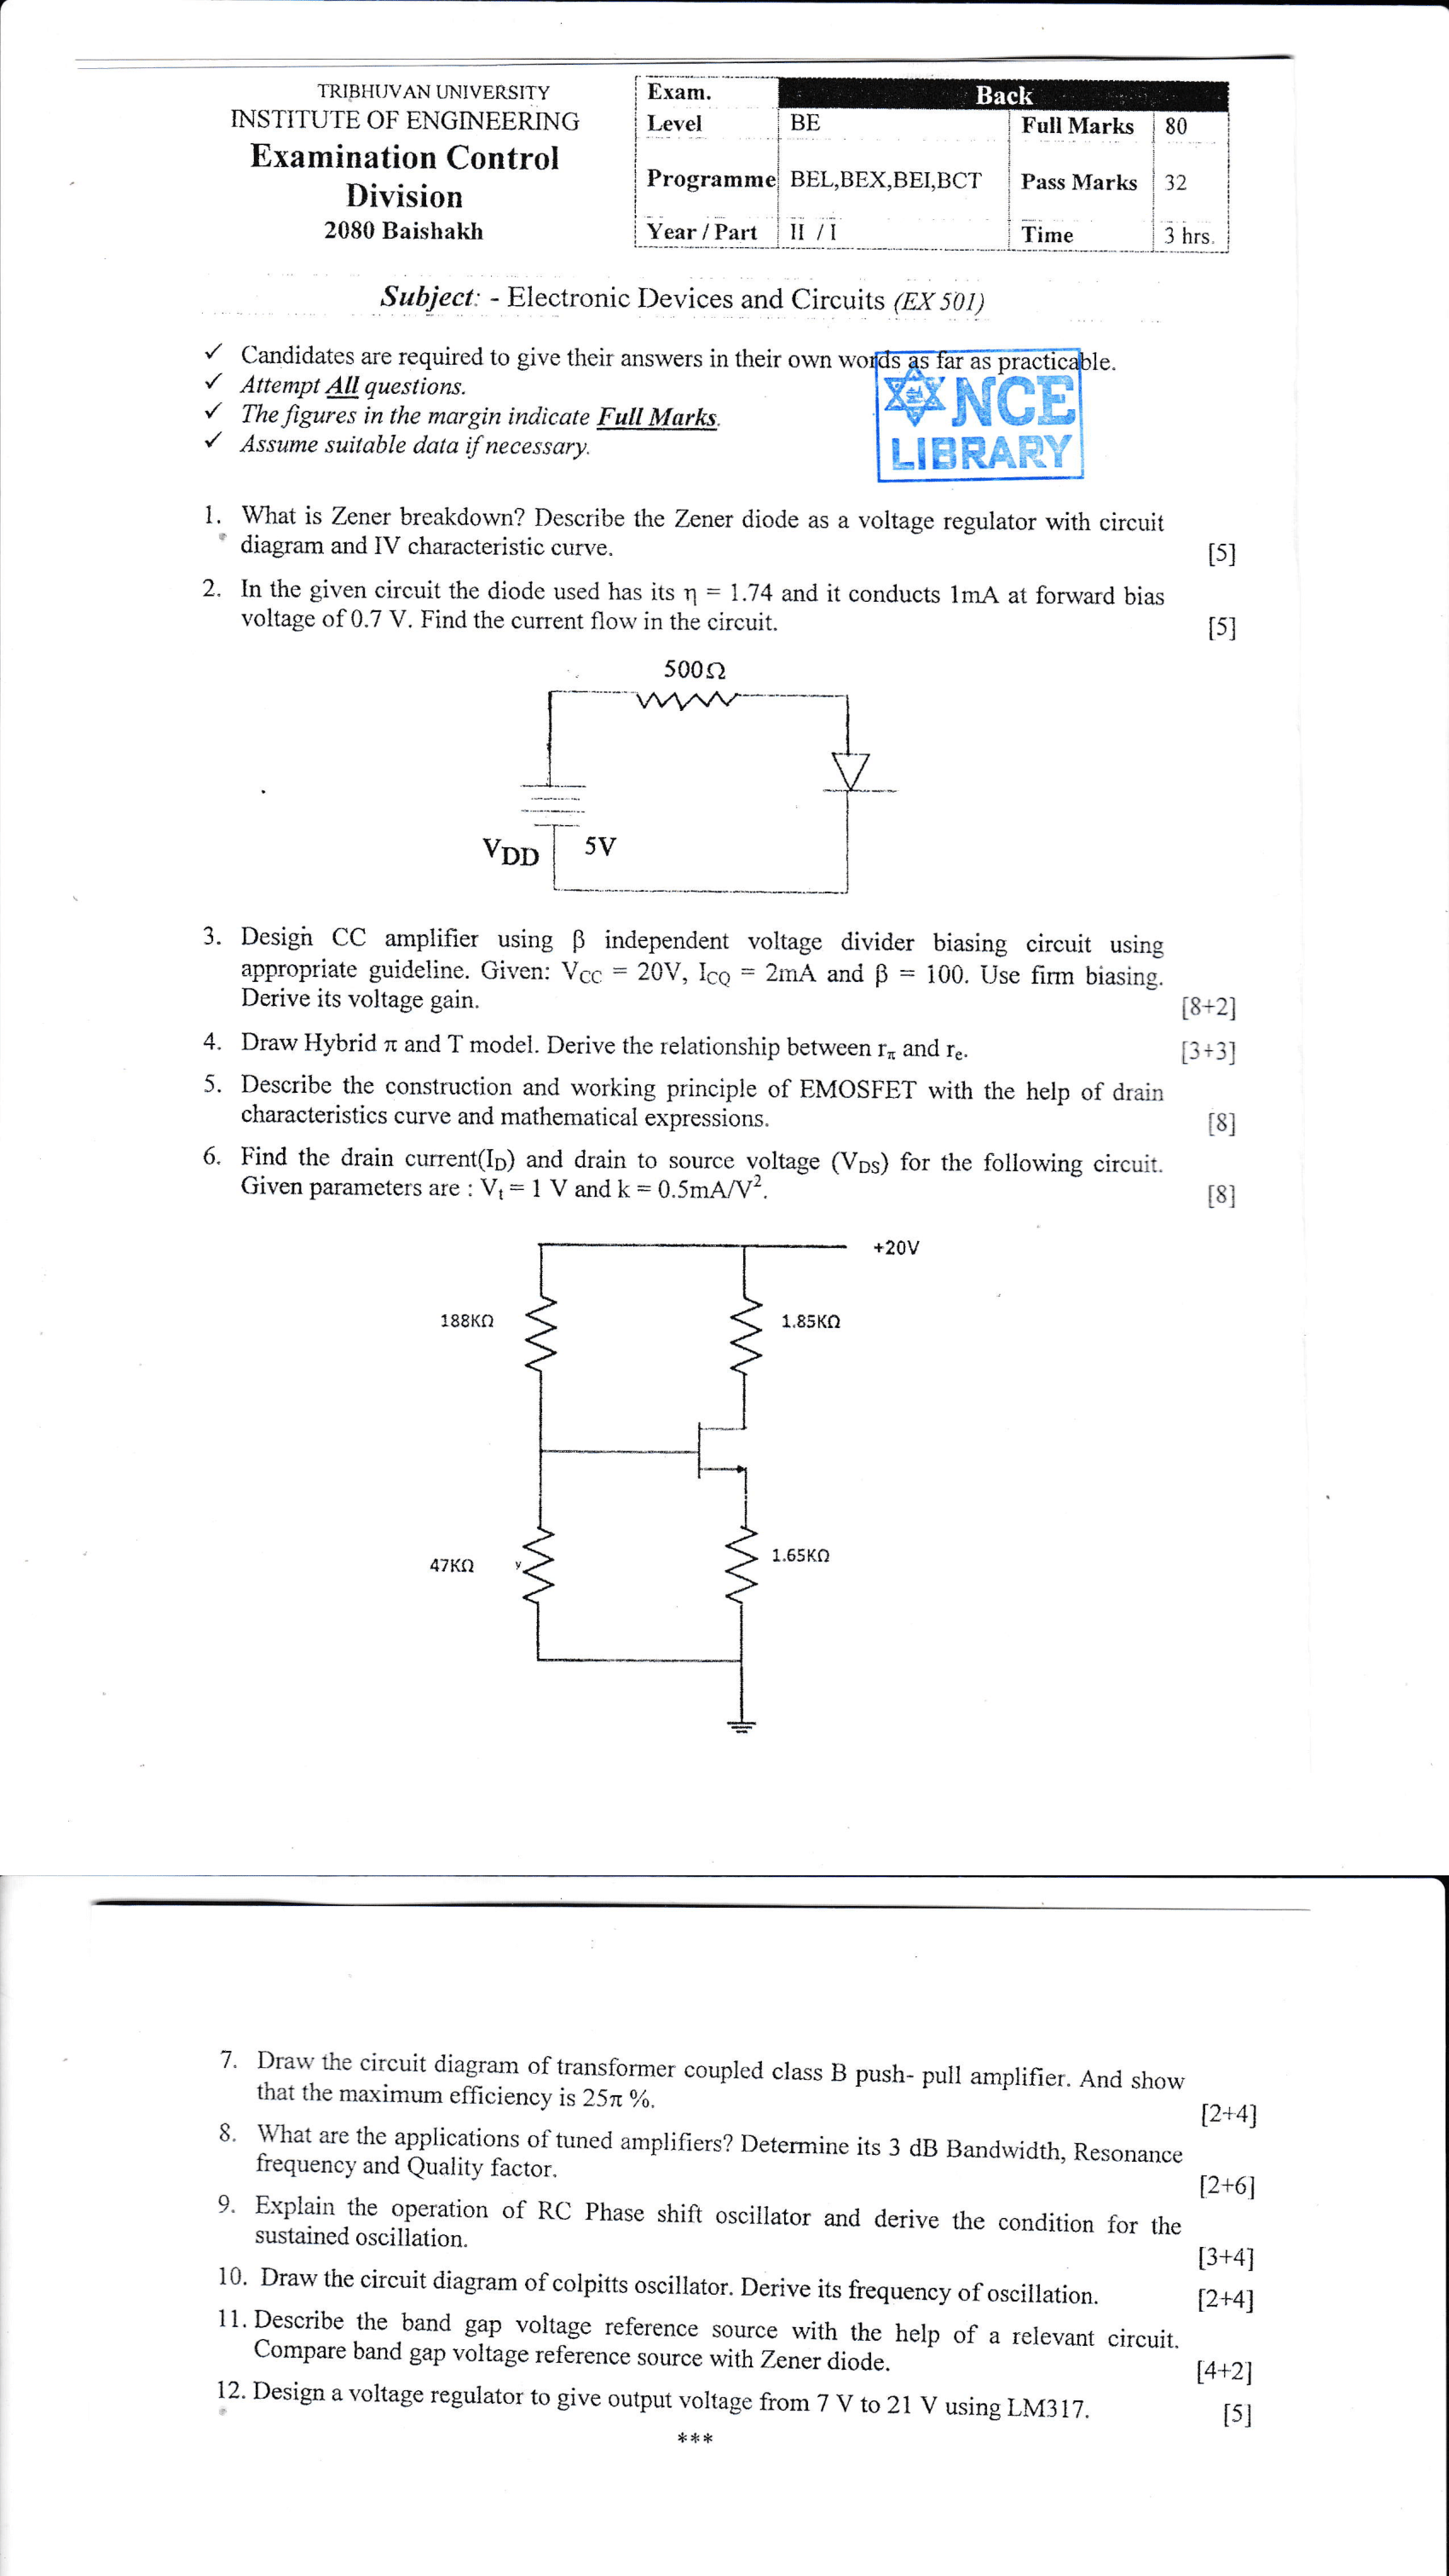 TRIBHUVAN UNIVERSITY
INSTITUTE OF ENGINEERING
Examination Control
Division
2080 Baishakh
Exam. Back
Level BE Full Marks 80
Programme BEL,BEX,BEI,BCT Pass Marks 32
Year / Part II / I Time 3 hrs.
Subject: - Electronic Devices and Circuits (EX 501)
✓ Candidates are required to give their answers in their own words as far as practicable.
✓ Attempt All questions.
✓ The figures in the margin indicate Full Marks.
✓ Assume suitable data if necessary.
NCE
LIBRARY
1. What is Zener breakdown? Describe the Zener diode as a voltage regulator with circuit
diagram and IV characteristic curve. [5]
2. In the given circuit the diode used has its η = 1.74 and it conducts 1mA at forward bias
voltage of 0.7 V. Find the current flow in the circuit. [5]
500Ω
VDD 5V
3. Design CC amplifier using β independent voltage divider biasing circuit using
appropriate guideline. Given: VCC = 20V, ICQ = 2mA and β = 100. Use firm biasing.
Derive its voltage gain. [8+2]
4. Draw Hybrid π and T model. Derive the relationship between rπ and re. [3+3]
5. Describe the construction and working principle of EMOSFET with the help of drain
characteristics curve and mathematical expressions. [8]
6. Find the drain current(ID) and drain to source voltage (VDS) for the following circuit.
Given parameters are : Vt = 1 V and k = 0.5mA/V². [8]
+20V
188KΩ 1.85KΩ
47KΩ 1.65KΩ
7. Draw the circuit diagram of transformer coupled class B push- pull amplifier. And show
that the maximum efficiency is 25π %. [2+4]
8. What are the applications of tuned amplifiers? Determine its 3 dB Bandwidth, Resonance
frequency and Quality factor. [2+6]
9. Explain the operation of RC Phase shift oscillator and derive the condition for the
sustained oscillation. [3+4]
10. Draw the circuit diagram of colpitts oscillator. Derive its frequency of oscillation. [2+4]
11. Describe the band gap voltage reference source with the help of a relevant circuit.
Compare band gap voltage reference source with Zener diode. [4+2]
12. Design a voltage regulator to give output voltage from 7 V to 21 V using LM317. [5]
***